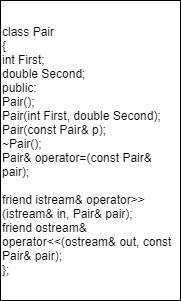 class Pair
{
int First;
double Second;
public:
Pair();
Pair(int First, double Second);
Pair(const Pair& p);
~Pair();
Pair& operator=(const Pair&
pair);

friend istream& operator>>
(istream& in, Pair& pair);
friend ostream&
operator<<(ostream& out, const
Pair& pair);
};